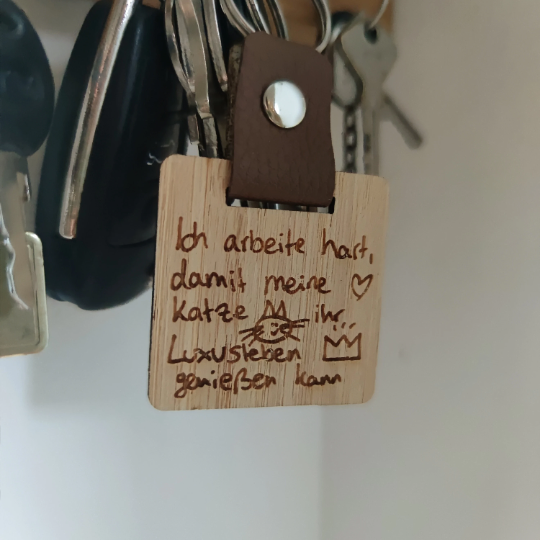 Ich arbeite hart,
damit meine
Katze ihr
Luxusleben
genießen kann